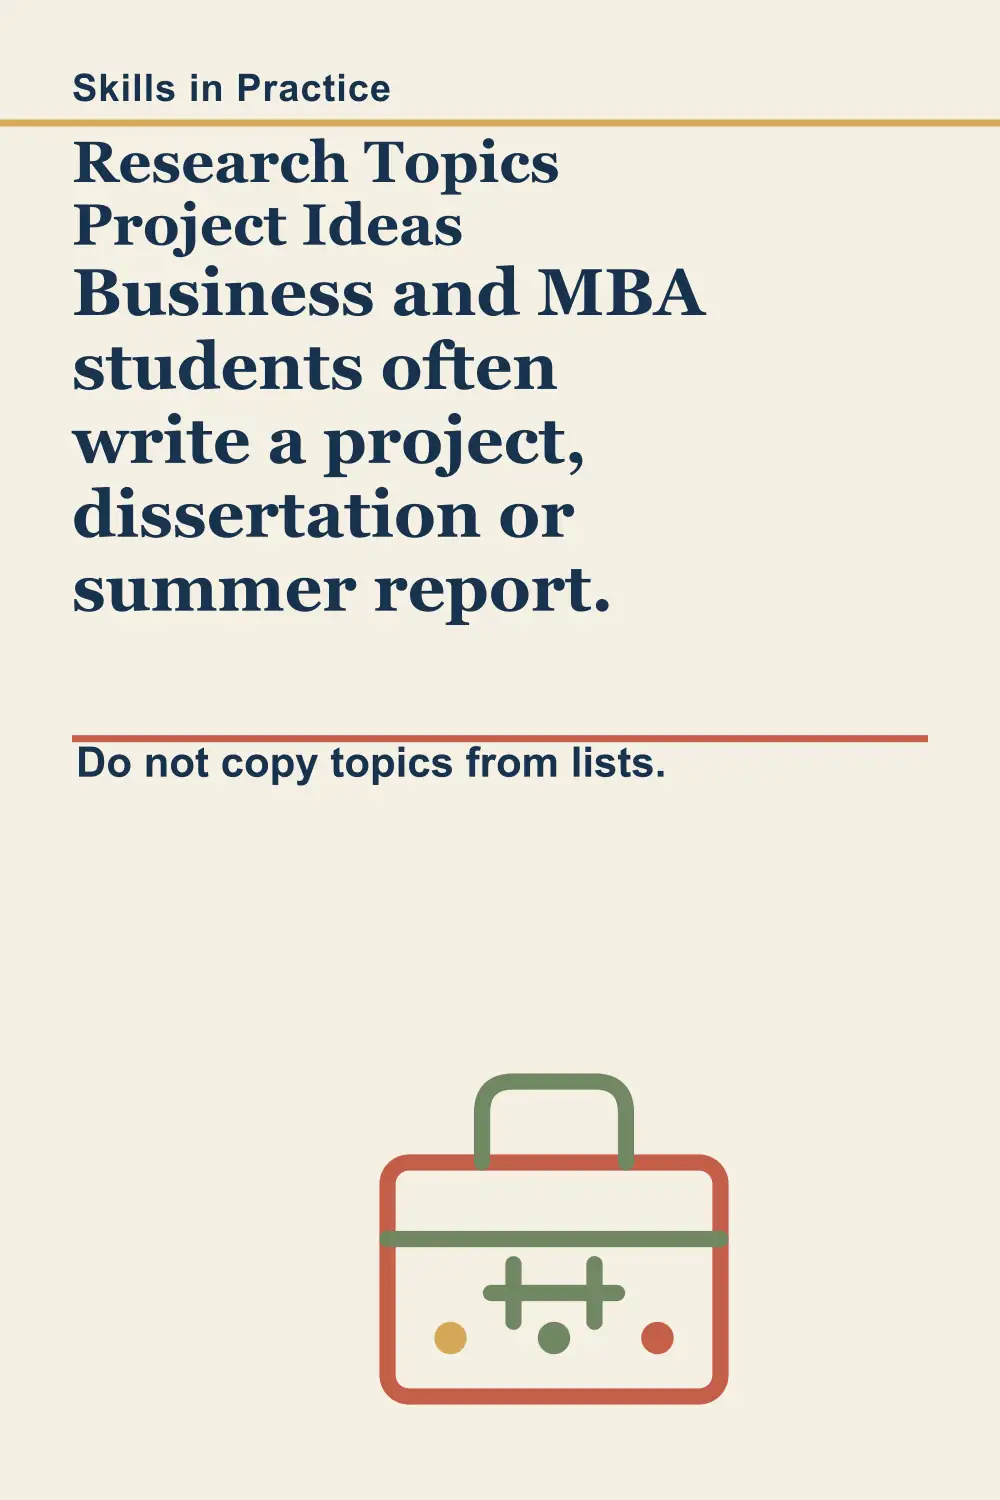 Skills in Practice
Research Topics
Project Ideas
Business and MBA
students often
write a project,
dissertation or
summer report.
Do not copy topics from lists.